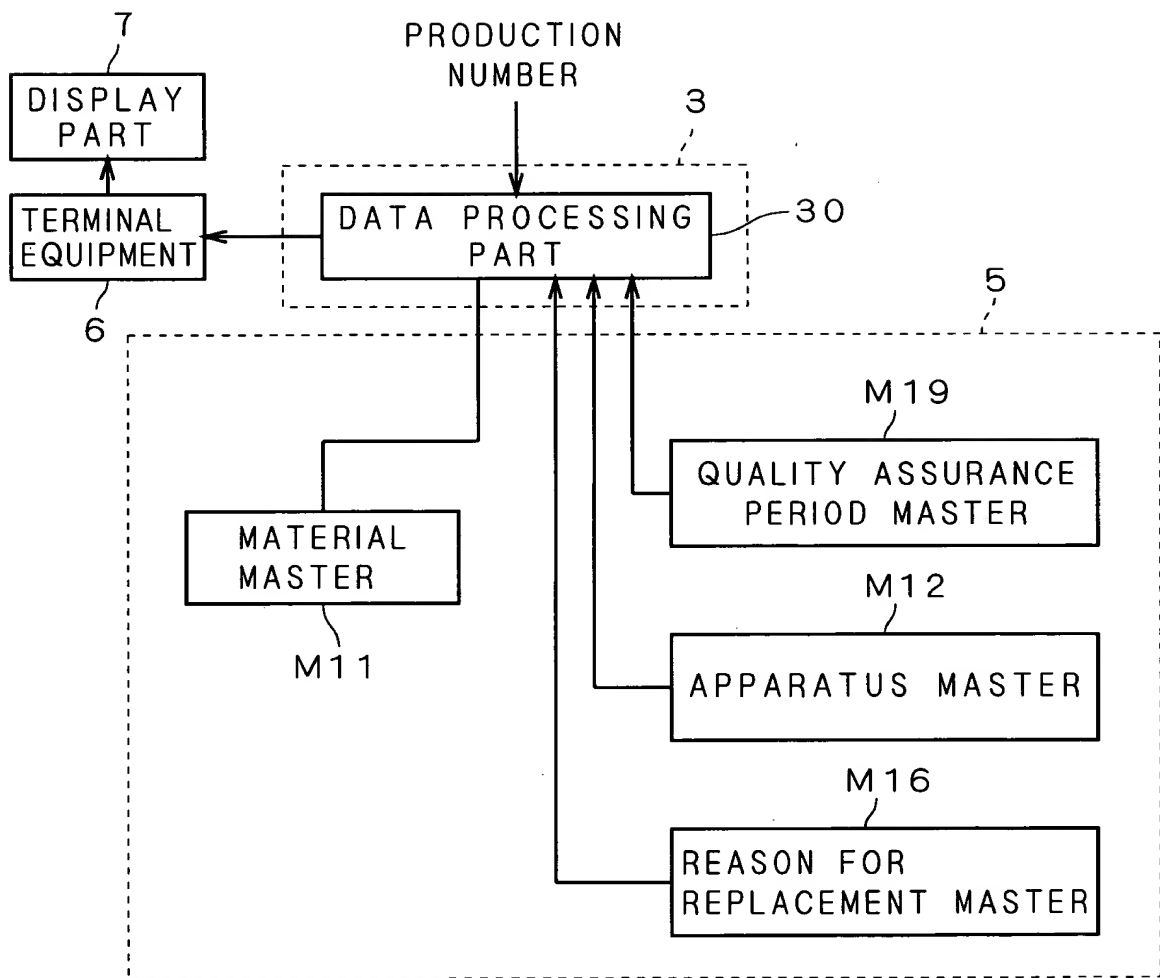 7
PRODUCTION
NUMBER
DISPLAY
PART
3
TERMINAL
EQUIPMENT
DATA PROCESSING
PART
30
6
5
M19
QUALITY ASSURANCE
PERIOD MASTER
MATERIAL
MASTER
M11
M12
APPARATUS MASTER
M16
REASON FOR
REPLACEMENT MASTER